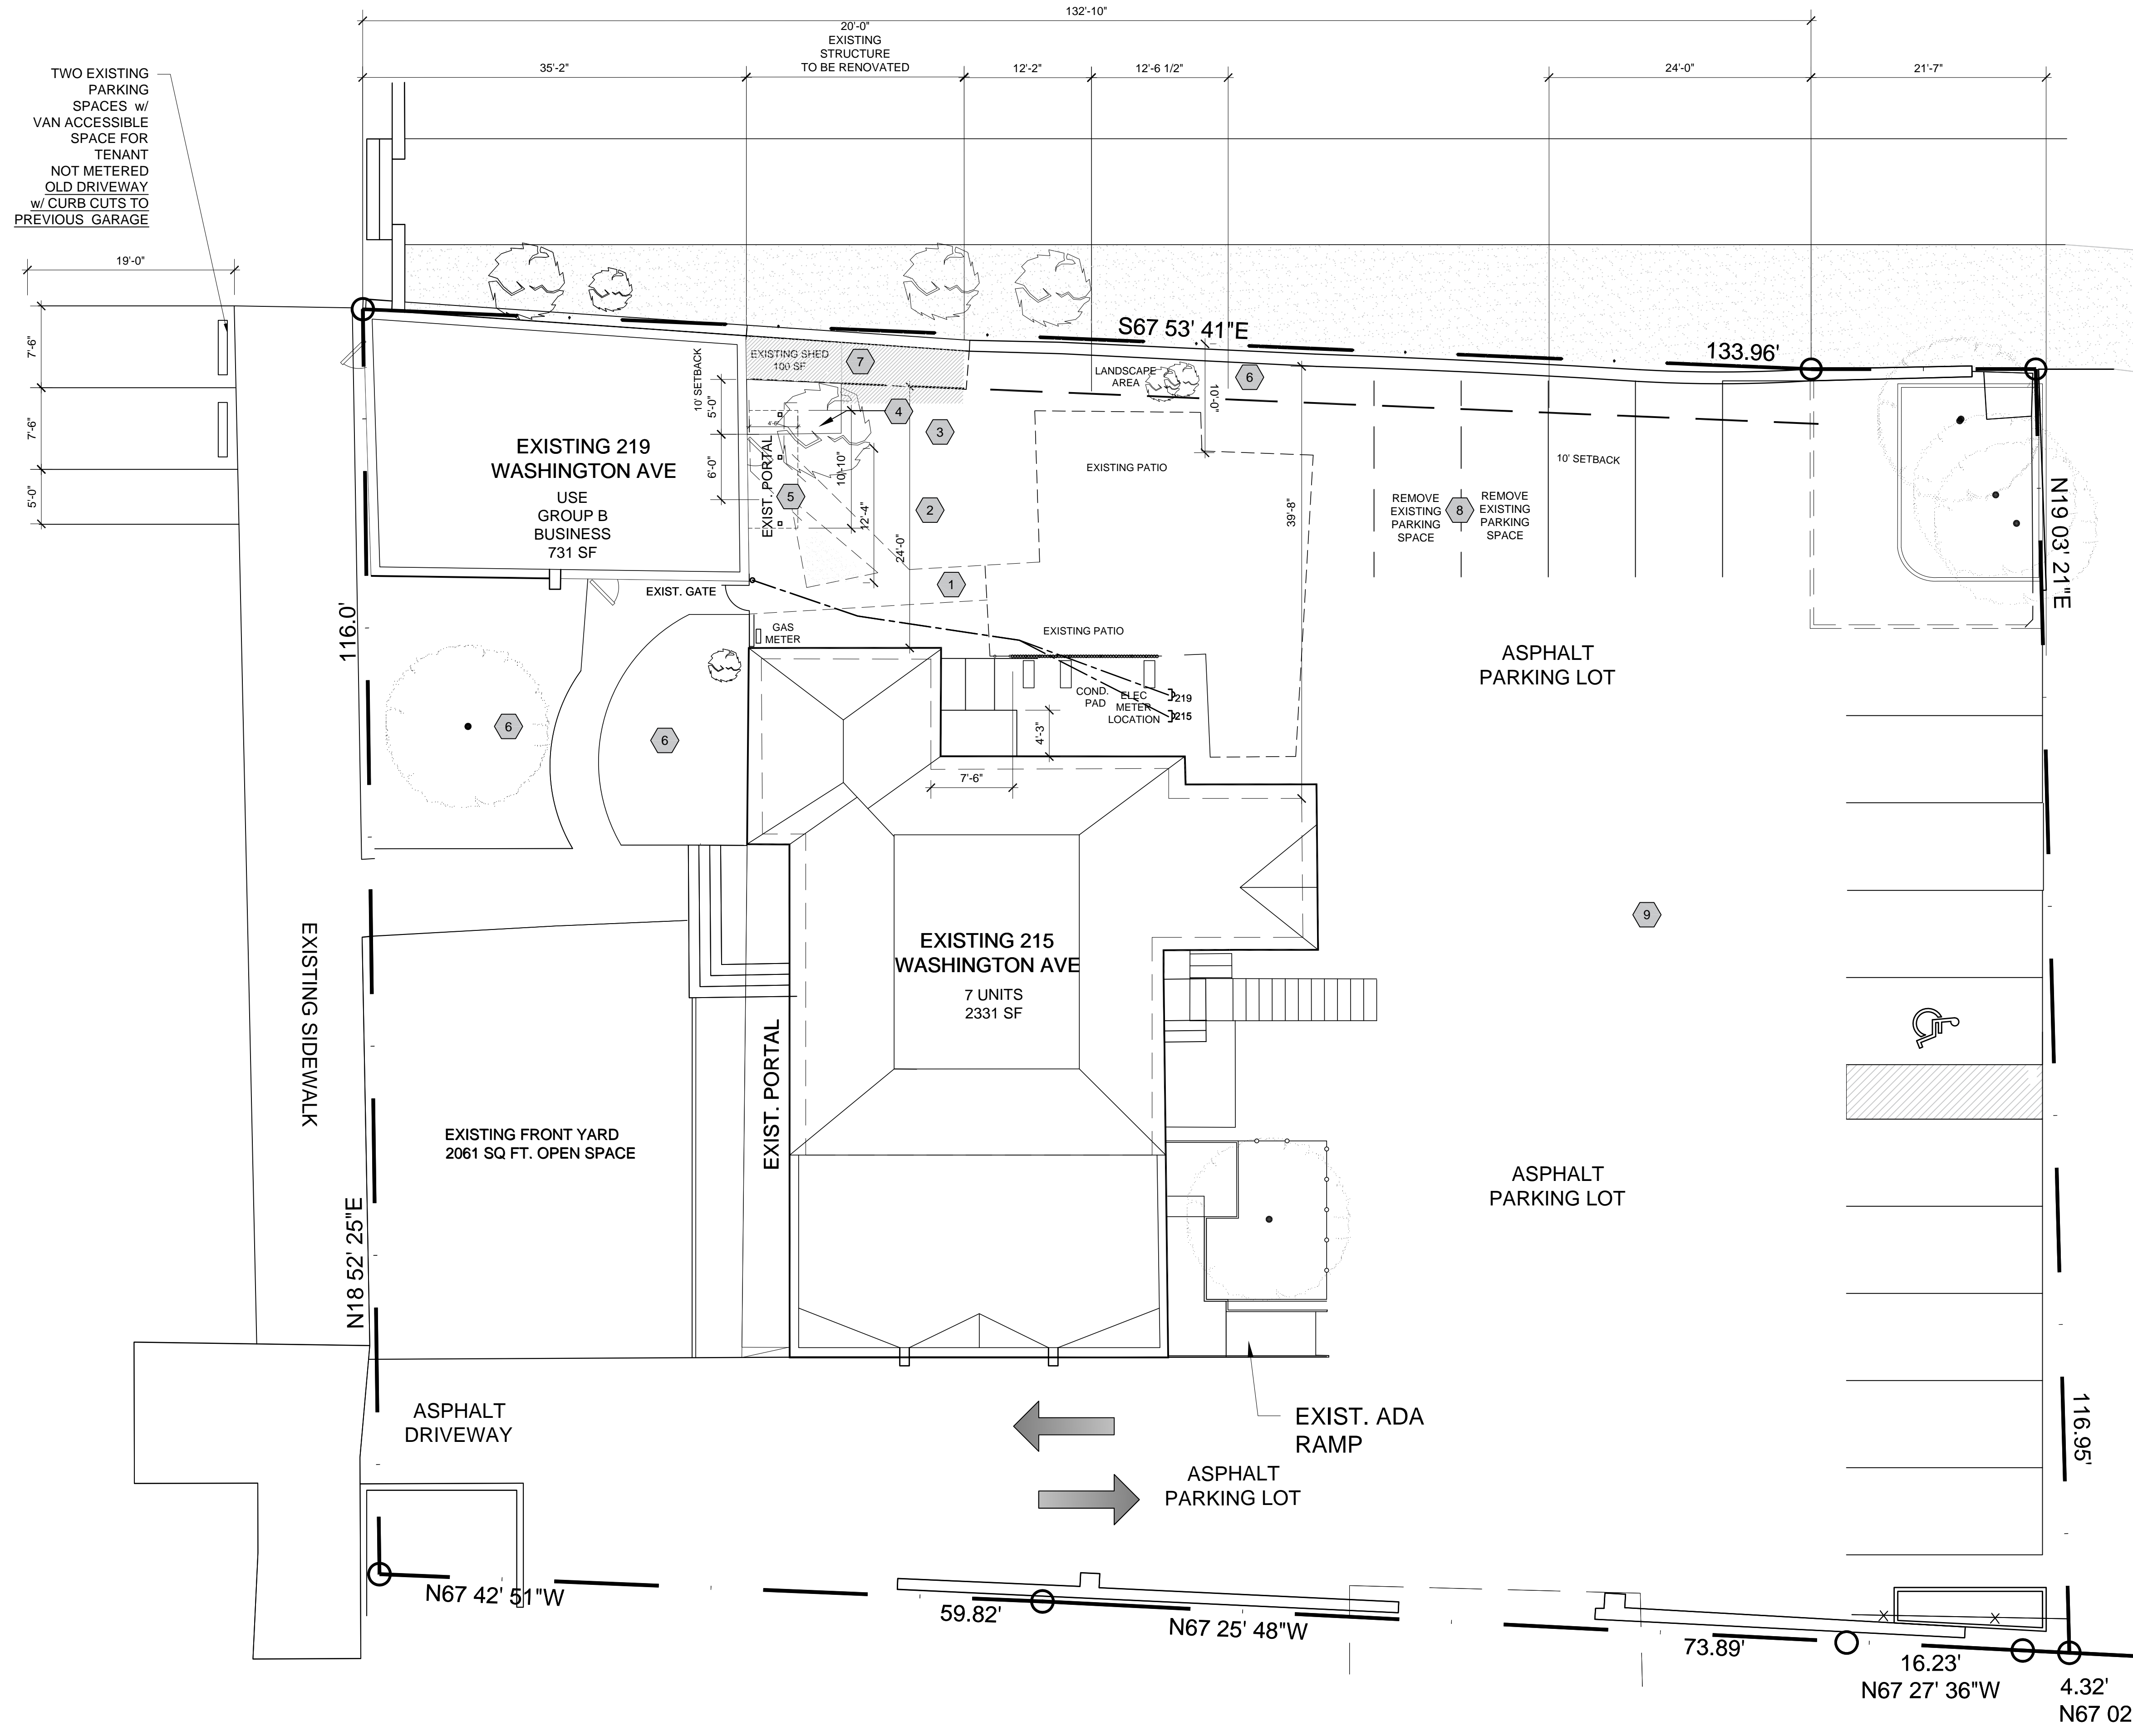 132'-10"
20'-0"
EXISTING
STRUCTURE
TO BE RENOVATED
35'-2"
12'-2"
12'-6 1/2"
24'-0"
21'-7"
TWO EXISTING
PARKING
SPACES w/
VAN ACCESSIBLE
SPACE FOR
TENANT
NOT METERED
OLD DRIVEWAY
w/ CURB CUTS TO
PREVIOUS GARAGE
19'-0"
7'-6"
7'-6"
5'-0"
S67 53' 41"E
133.96'
EXISTING SHED
100 SF
7
10' SETBACK
5'-0"
6'-0"
LANDSCAPE
AREA
6
10'-0"
4
3
EXISTING 219
WASHINGTON AVE
USE
GROUP B
BUSINESS
731 SF
EXIST. PORTAL
5
10'-10"
12'-4"
24'-0"
2
1
EXISTING PATIO
39'-8"
10' SETBACK
REMOVE
EXISTING
PARKING
SPACE
8
REMOVE
EXISTING
PARKING
SPACE
N19 03' 21"E
EXIST. GATE
GAS
METER
EXISTING PATIO
116.0'
ASPHALT
PARKING LOT
COND.
PAD
ELEC
METER
LOCATION
219
215
4'-3"
7'-6"
6
6
9
EXISTING SIDEWALK
EXISTING 215
WASHINGTON AVE
7 UNITS
2331 SF
EXIST. PORTAL
EXISTING FRONT YARD
2061 SQ FT. OPEN SPACE
ASPHALT
PARKING LOT
N18 52' 25"E
ASPHALT
DRIVEWAY
EXIST. ADA
RAMP
ASPHALT
PARKING LOT
116.95'
N67 42' 51"W
59.82'
N67 25' 48"W
73.89'
16.23'
N67 27' 36"W
4.32'
N67 02